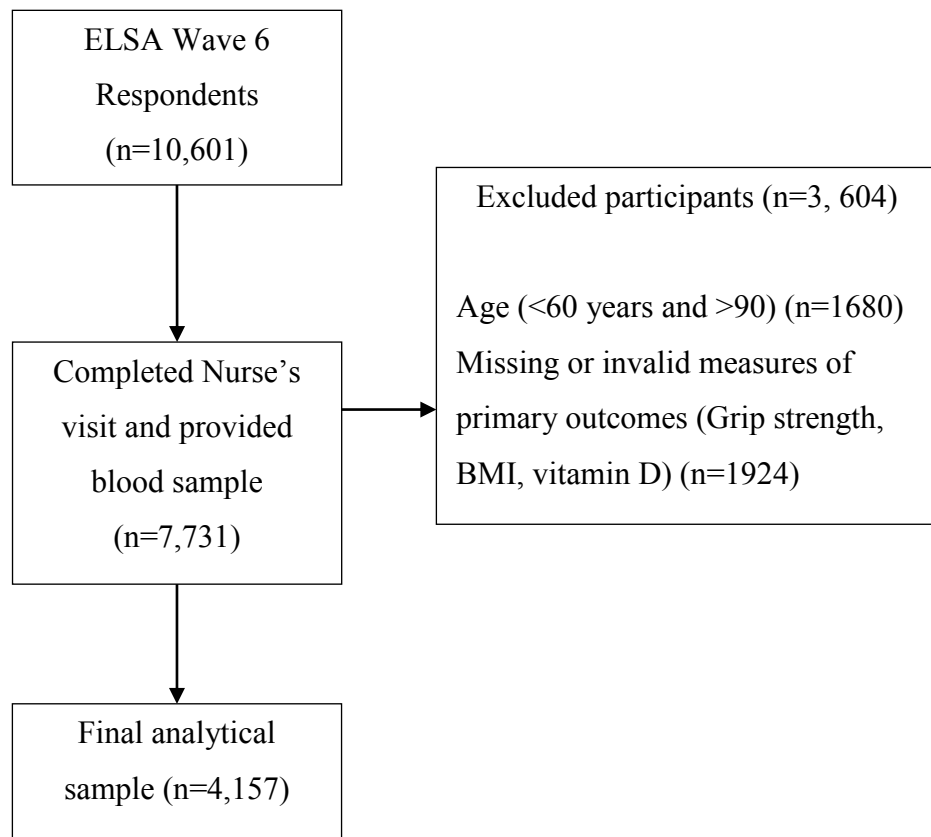 ELSA Wave 6
Respondents
(n=10,601)
Excluded participants (n=3, 604)
Age (<60 years and >90) (n=1680)
Missing or invalid measures of
primary outcomes (Grip strength,
BMI, vitamin D) (n=1924)
Completed Nurse’s
visit and provided
blood sample
(n=7,731)
Final analytical
sample (n=4,157)